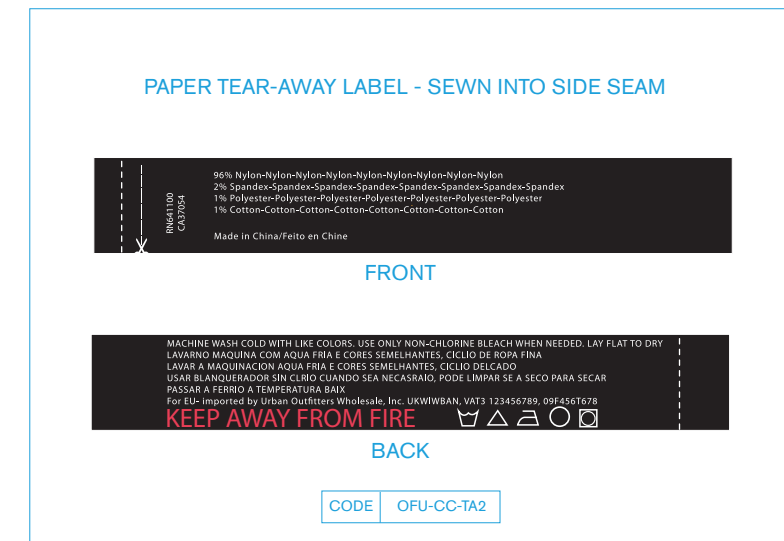 PAPER TEAR-AWAY LABEL - SEWN INTO SIDE SEAM
RN641100
CA37054
96% Nylon-Nylon-Nylon-Nylon-Nylon-Nylon-Nylon-Nylon-Nylon
2% Spandex-Spandex-Spandex-Spandex-Spandex-Spandex-Spandex-Spandex
1% Polyester-Polyester-Polyester-Polyester-Polyester-Polyester-Polyester
1% Cotton-Cotton-Cotton-Cotton-Cotton-Cotton-Cotton-Cotton
Made in China/Feito en Chine
FRONT
MACHINE WASH COLD WITH LIKE COLORS. USE ONLY NON-CHLORINE BLEACH WHEN NEEDED. LAY FLAT TO DRY
LAVARNO MAQUINA COM AQUA FRIA E CORES SEMELHANTES, CICLIO DE ROPA FINA
LAVAR A MAQUINACION AQUA FRIA E CORES SEMELHANTES, CICLIO DELCADO
USAR BLANQUERADOR SIN CLRIO CUANDO SEA NECASRAIO, PODE LIMPAR SE A SECO PARA SECAR
PASSAR A FERRIO A TEMPERATURA BAIX
For EU- imported by Urban Outfitters Wholesale, Inc. UKWIWBAN, VAT3 123456789, 09F456T678
KEEP AWAY FROM FIRE
BACK
CODE OFU-CC-TA2